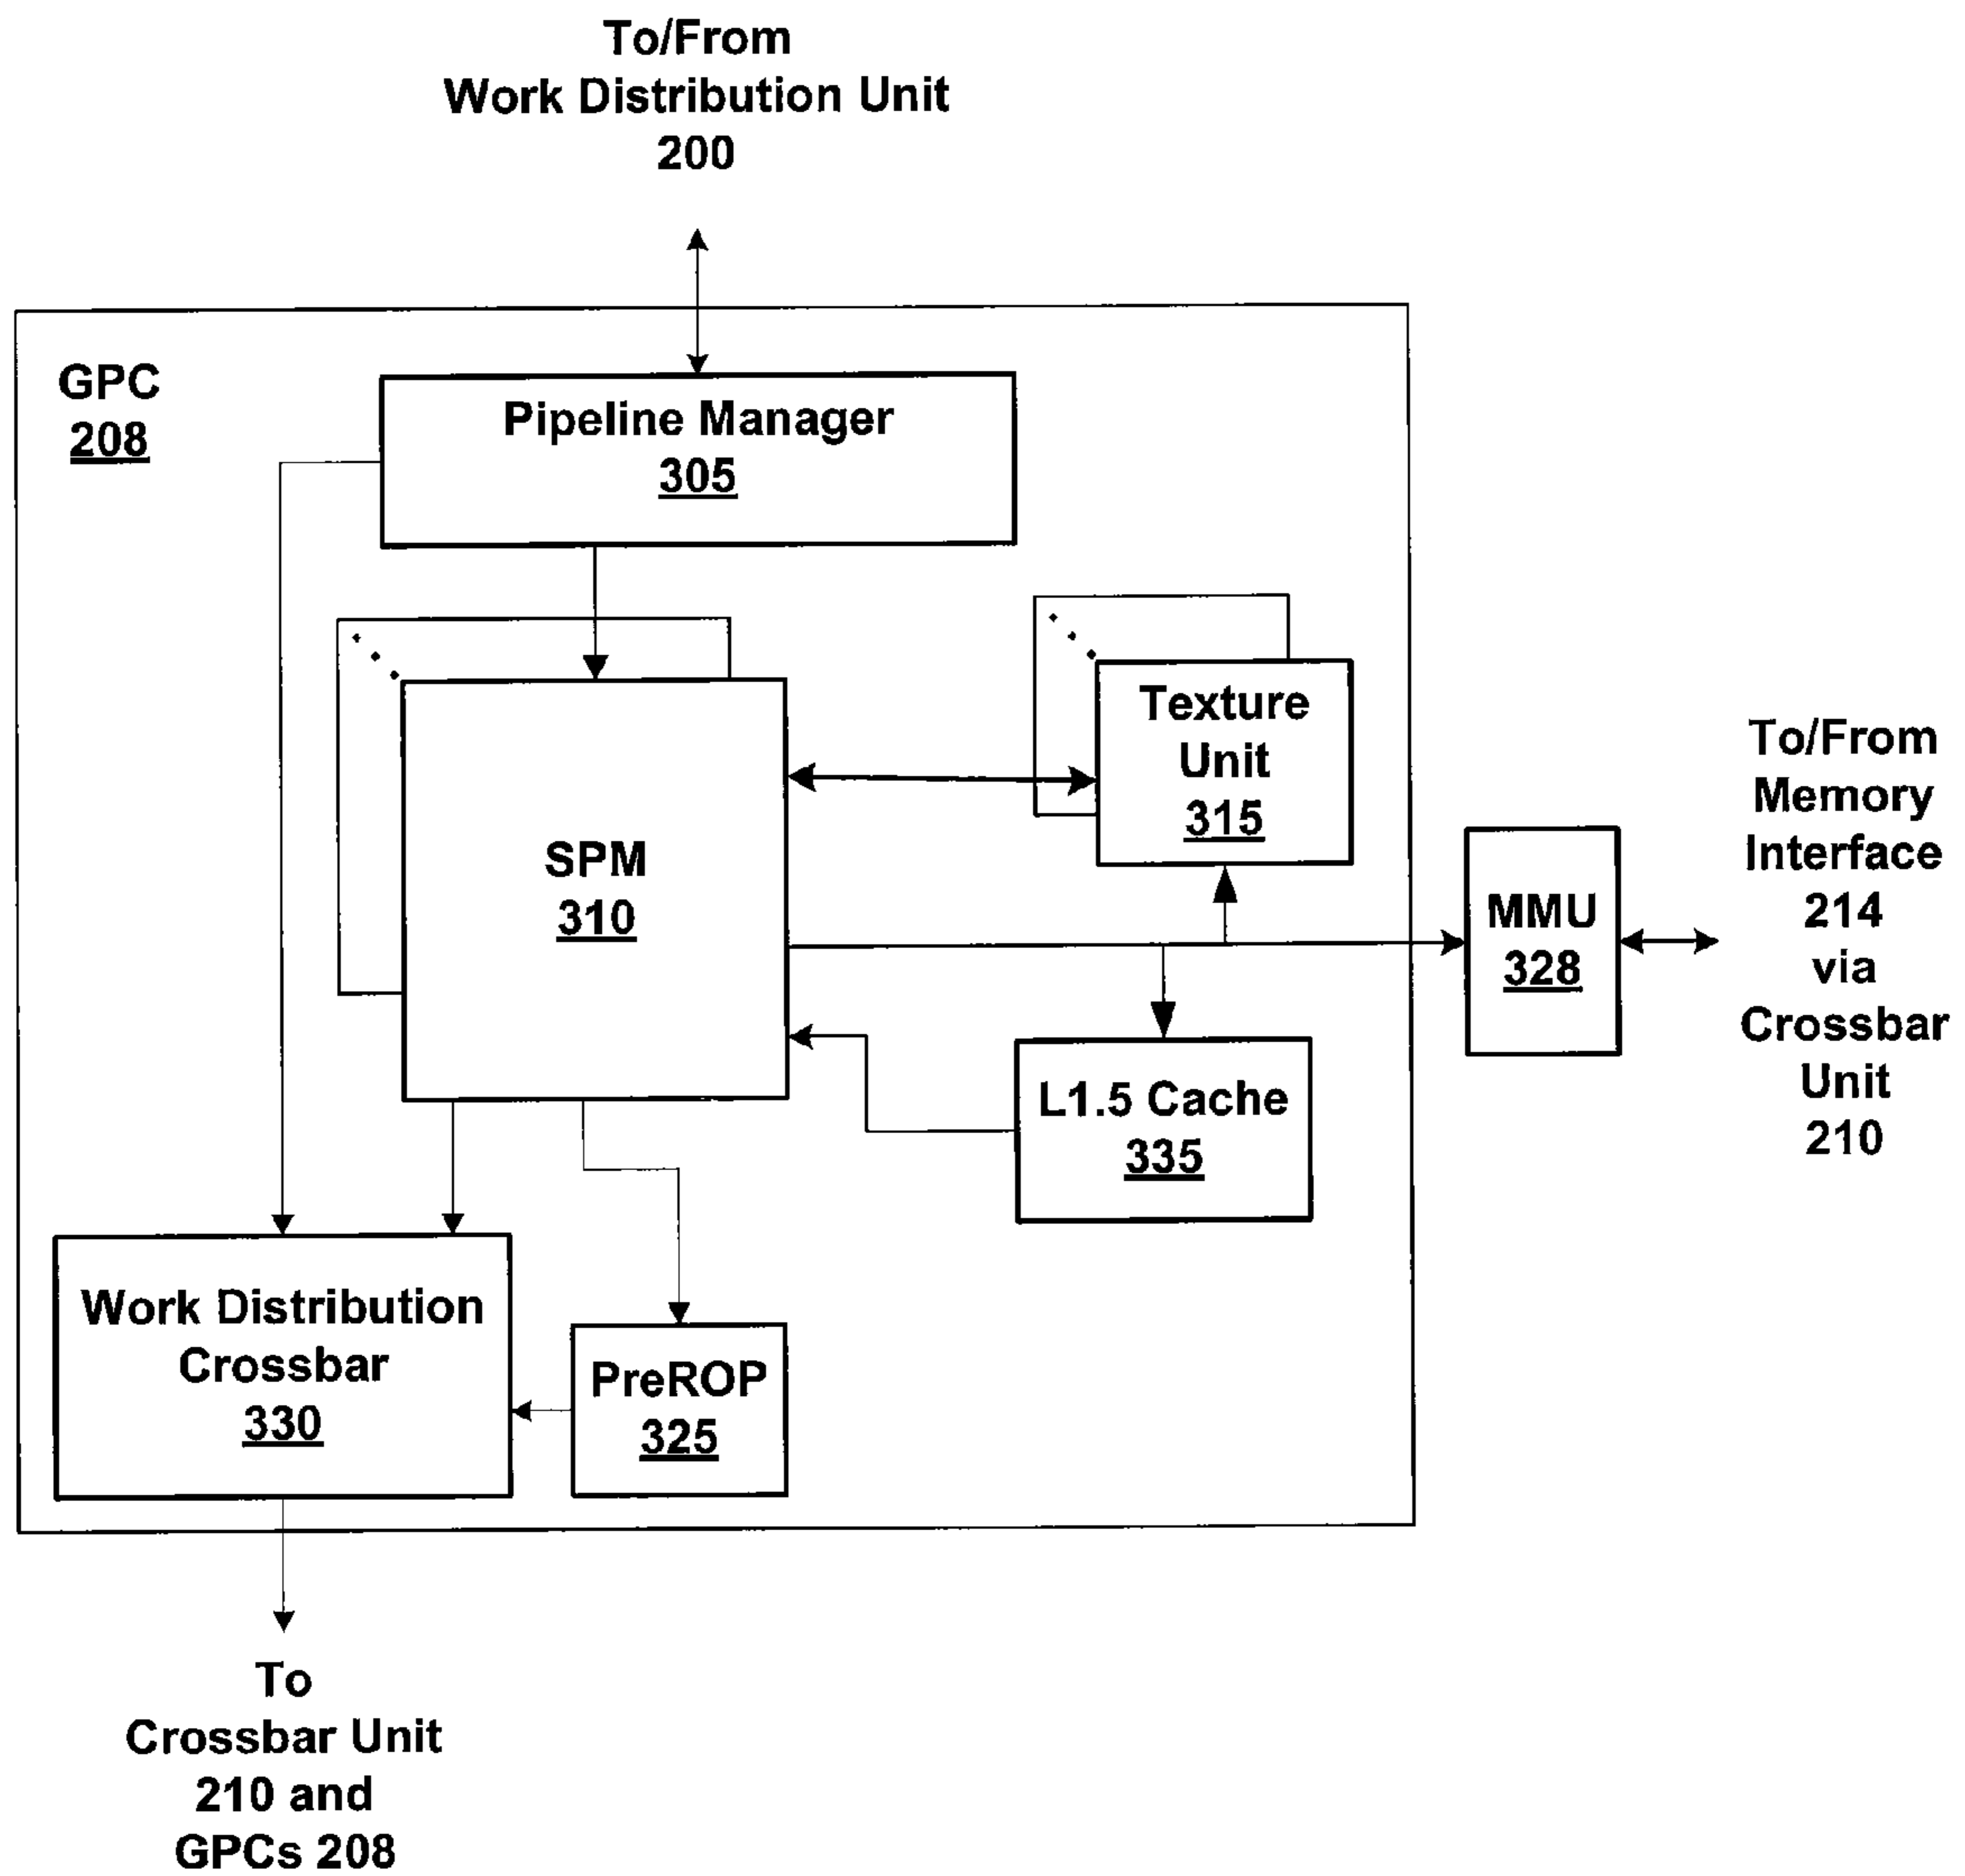 To/From
Work Distribution Unit
200
GPC
208
Pipeline Manager
305
Texture
Unit
315
SPM
310
To/From
Memory
Interface
214
via
Crossbar
Unit
210
MMU
328
L1.5 Cache
335
Work Distribution
Crossbar
330
PreROP
325
To
Crossbar Unit
210 and
GPCs 208